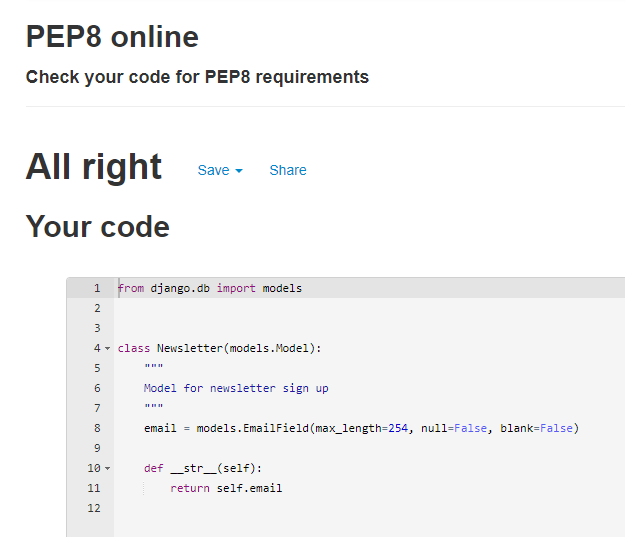 PEP8 online
Check your code for PEP8 requirements
All right Save Share
Your code
1 from django.db import models
2
3
4 class Newsletter(models.Model):
5     """
6     Model for newsletter sign up
7     """
8     email = models.EmailField(max_length=254, null=False, blank=False)
9
10     def __str__(self):
11         return self.email
12